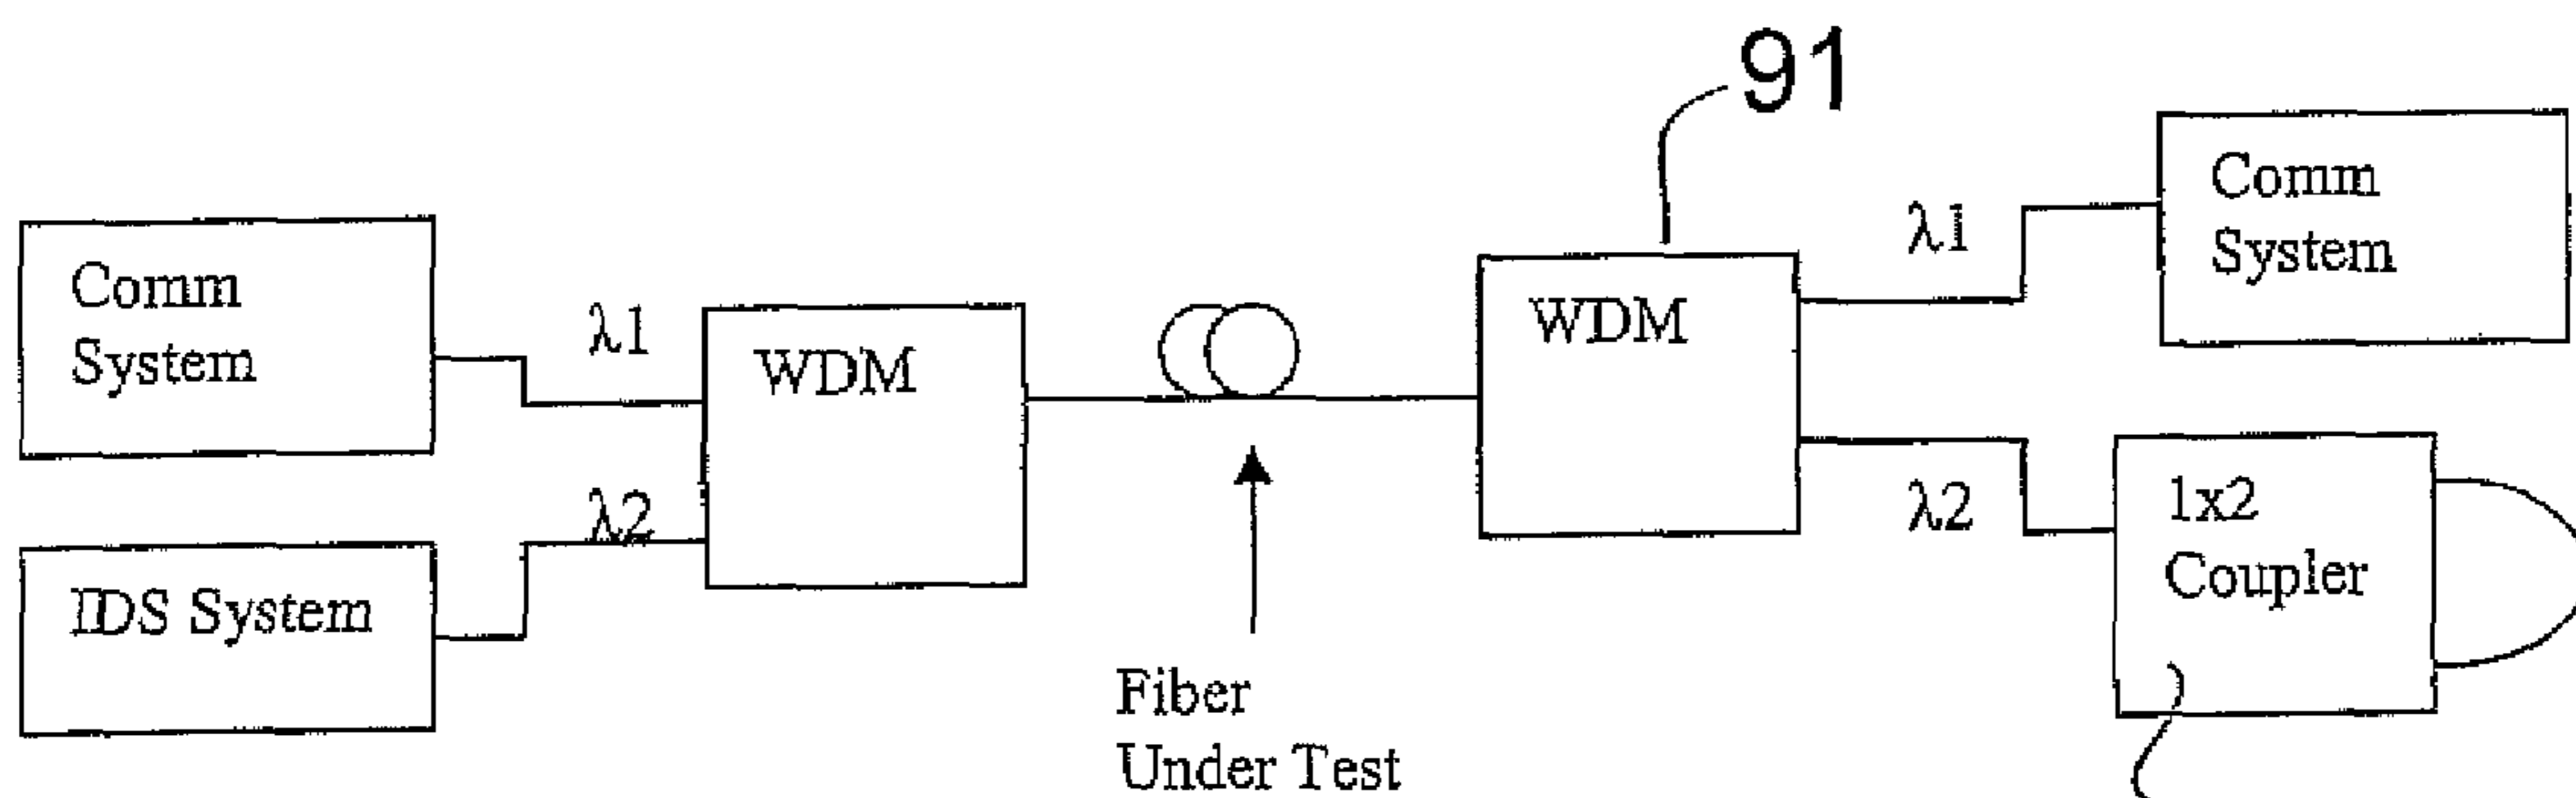 91
Comm
System
λ1
WDM
λ2
IDS System
Fiber
Under Test
WDM
λ1
Comm
System
λ2
1x2
Coupler